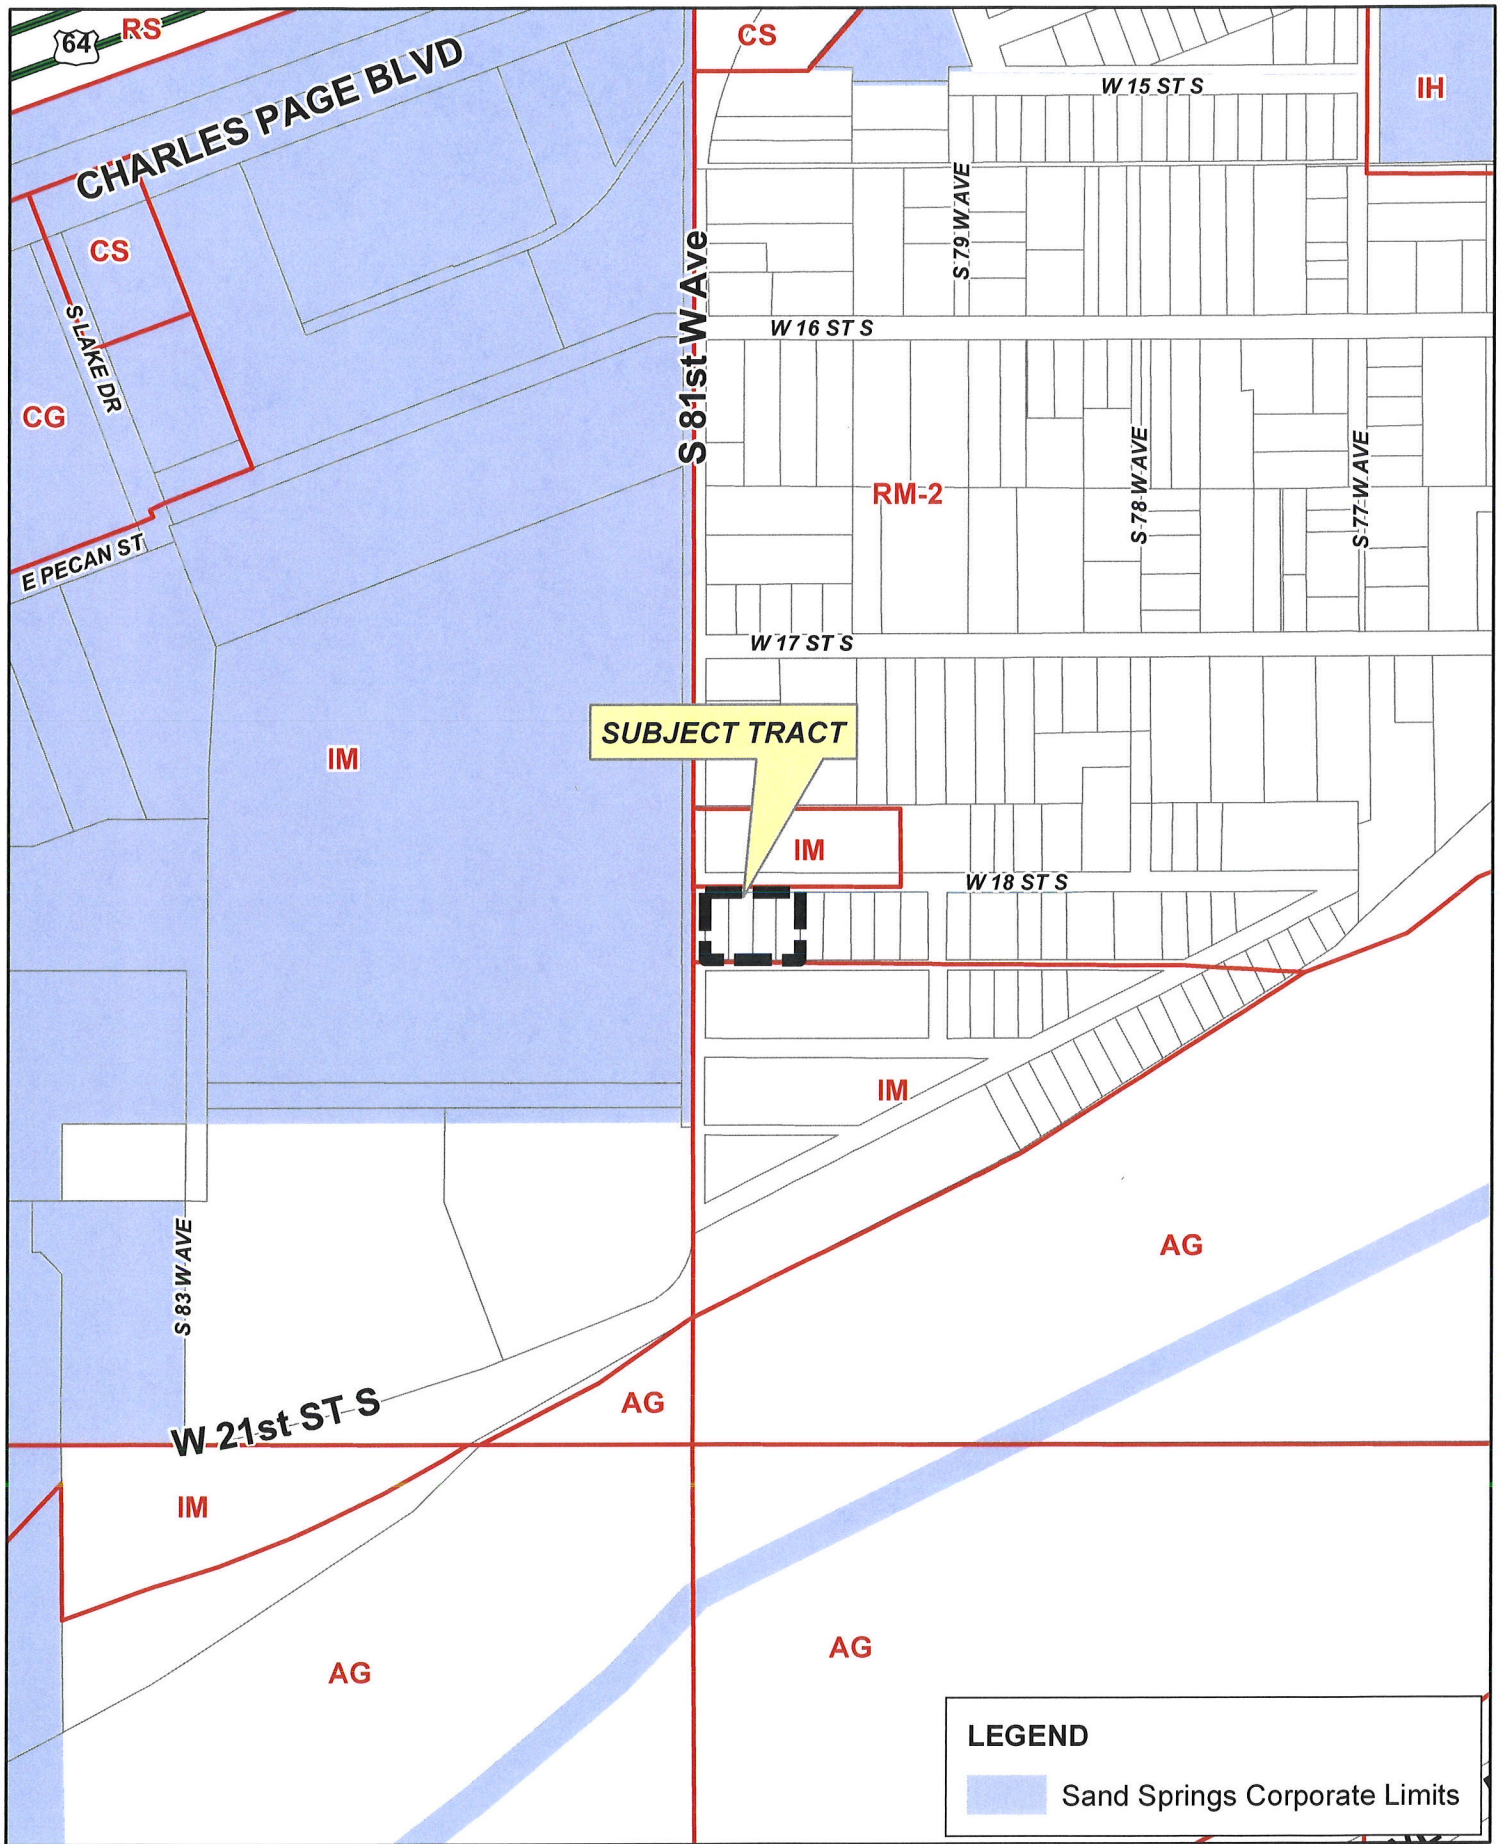 64
RS
CHARLES PAGE BLVD
CS
W 15 ST S
IH
CS
S LAKE DR
CG
E PECAN ST
S 81st W Ave
S 79 W AVE
W 16 ST S
RM-2
S 78 W AVE
S 77 W AVE
W 17 ST S
SUBJECT TRACT
IM
IM
W 18 ST S
IM
S 83 W AVE
AG
AG
W 21st ST S
IM
AG
AG
LEGEND
Sand Springs Corporate Limits